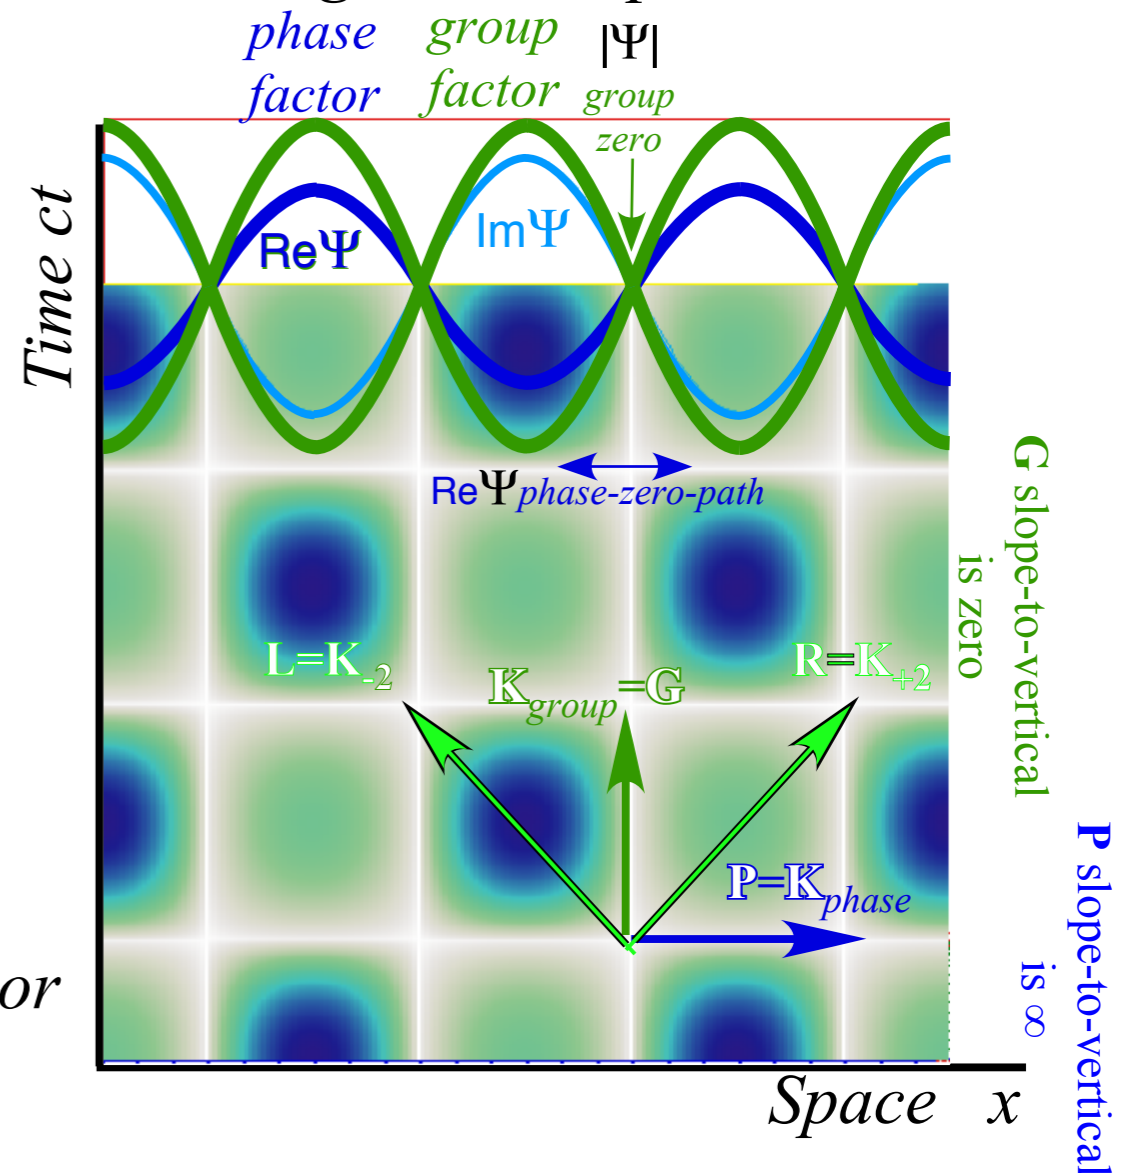 phase
factor
group
factor
|Ψ|
group
zero
Time ct
ReΨ
ImΨ
ReΨphase-zero-path
G slope-to-vertical
is zero
L=K-2
Kgroup=G
R=K+2
P=Kphase
P slope-to-vertical
is ∞
or
Space x